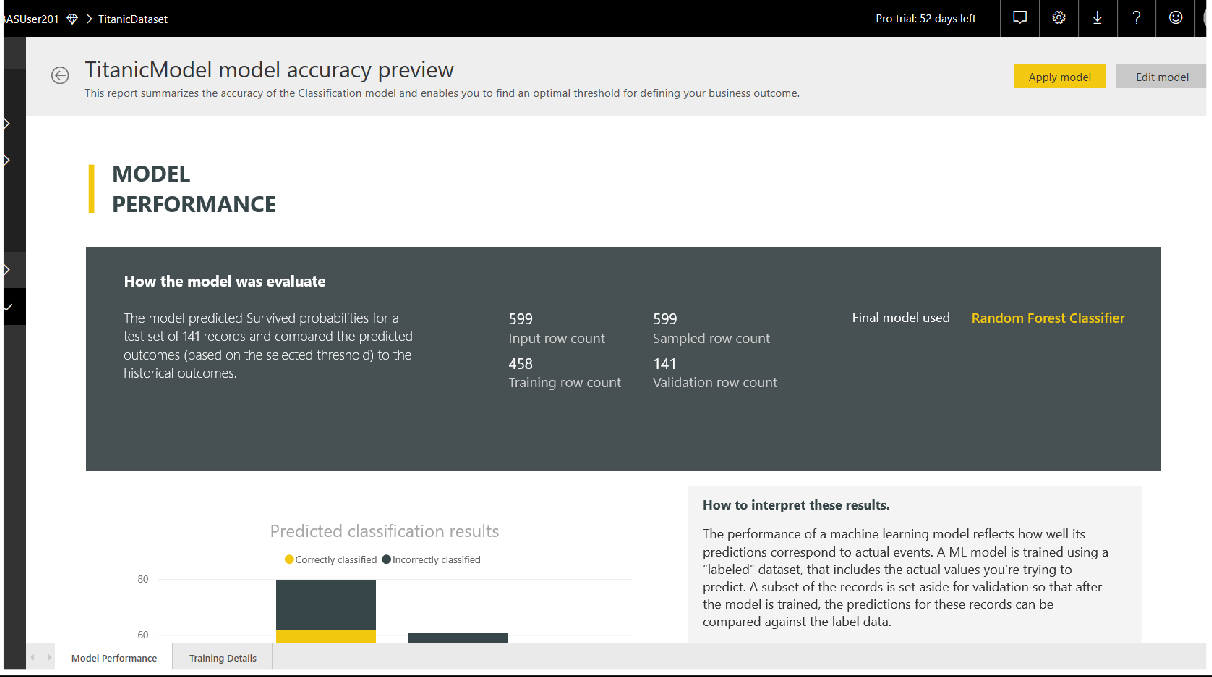 BASUser201 > TitanicDataset
Pro trial: 52 days left
?
TitanicModel model accuracy preview
This report summarizes the accuracy of the Classification model and enables you to find an optimal threshold for defining your business outcome.
Apply model
Edit model
MODEL
PERFORMANCE
How the model was evaluate
The model predicted Survived probabilities for a
test set of 141 records and compared the predicted
outcomes (based on the selected threshold) to the
historical outcomes.
599
Input row count
599
Sampled row count
458
Training row count
141
Validation row count
Final model used
Random Forest Classifier
Predicted classification results
Correctly classified
Incorrectly classified
80
60
How to interpret these results.
The performance of a machine learning model reflects how well its
predictions correspond to actual events. A ML model is trained using a
"labeled" dataset, that includes the actual values you're trying to
predict. A subset of the records is set aside for validation so that after
the model is trained, the predictions for these records can be
compared against the label data.
Model Performance
Training Details